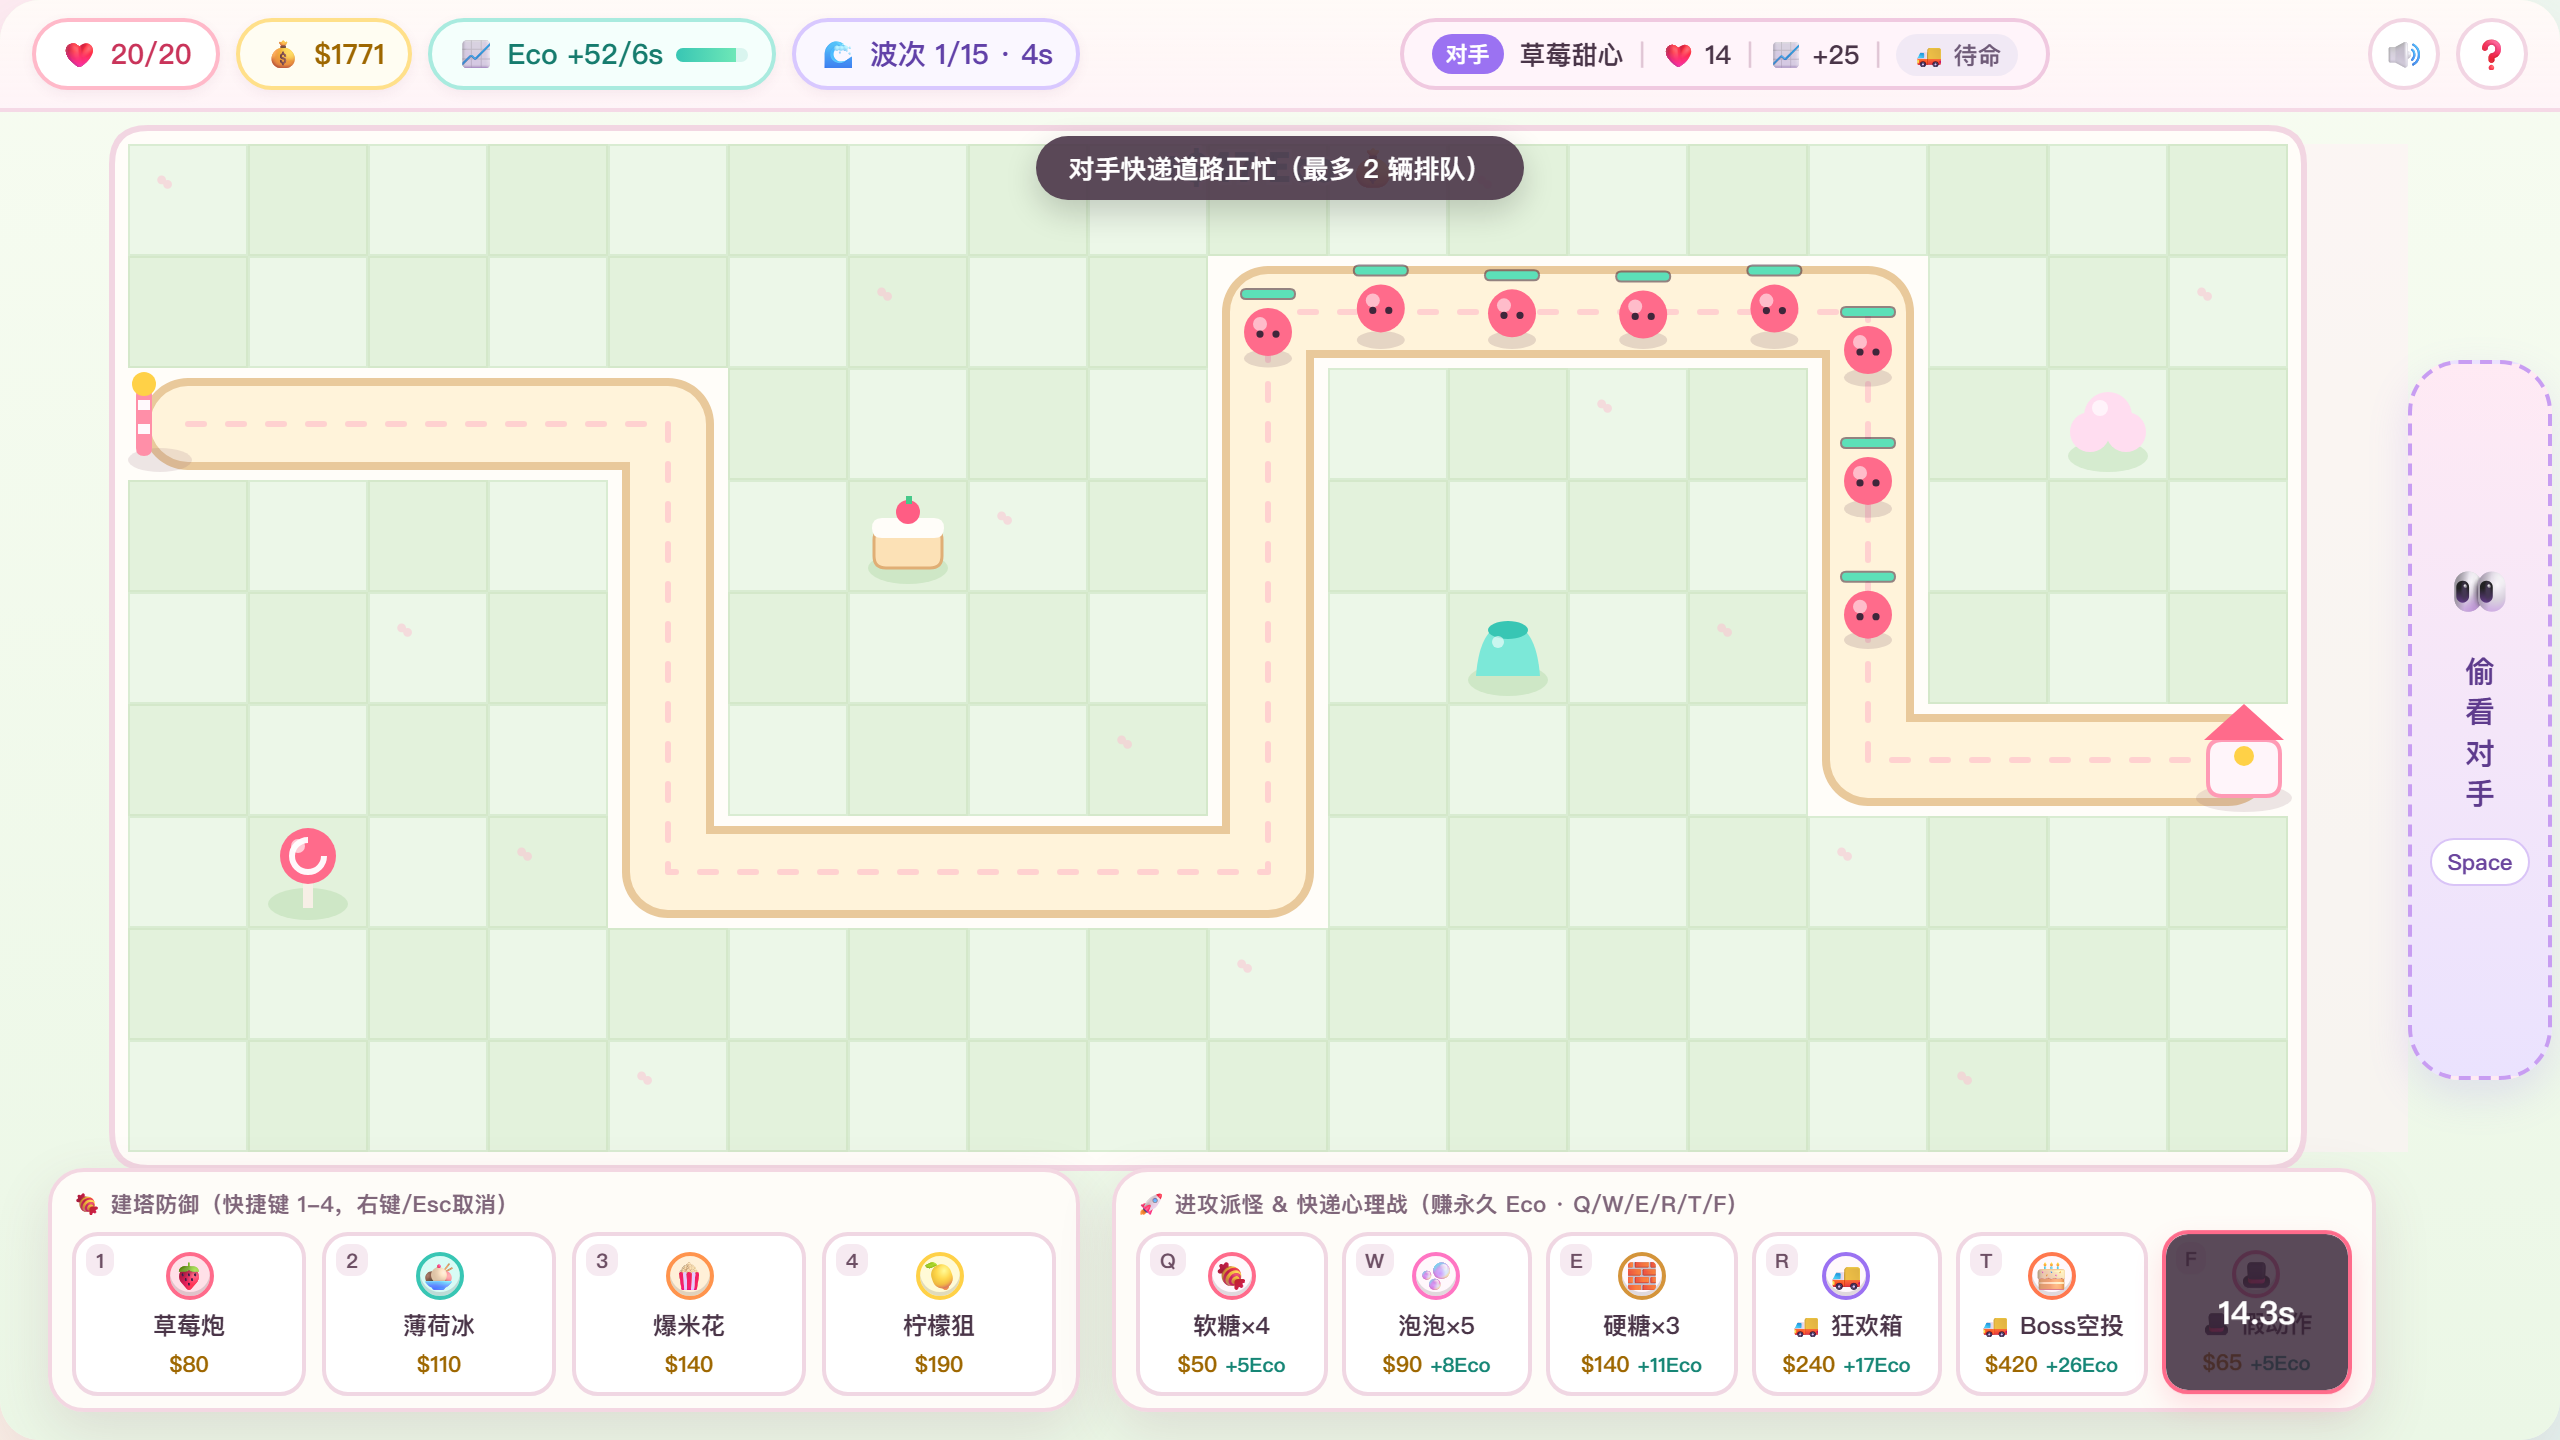 20/20
$1771
Eco +52/6s
波次 1/15 · 4s
对手 草莓甜心 | 14 | +25 | 待命
对手快递道路正忙（最多 2 辆排队）
偷看对手
Space
建塔防御（快捷键 1–4，右键/Esc取消）
1
草莓炮
$80
2
薄荷冰
$110
3
爆米花
$140
4
柠檬狙
$190
进攻派怪 & 快递心理战（赚永久 Eco · Q/W/E/R/T/F）
Q
软糖×4
$50 +5Eco
W
泡泡×5
$90 +8Eco
E
硬糖×3
$140 +11Eco
R
狂欢箱
$240 +17Eco
T
Boss空投
$420 +26Eco
F
14.3s
假动作
$65 +5Eco